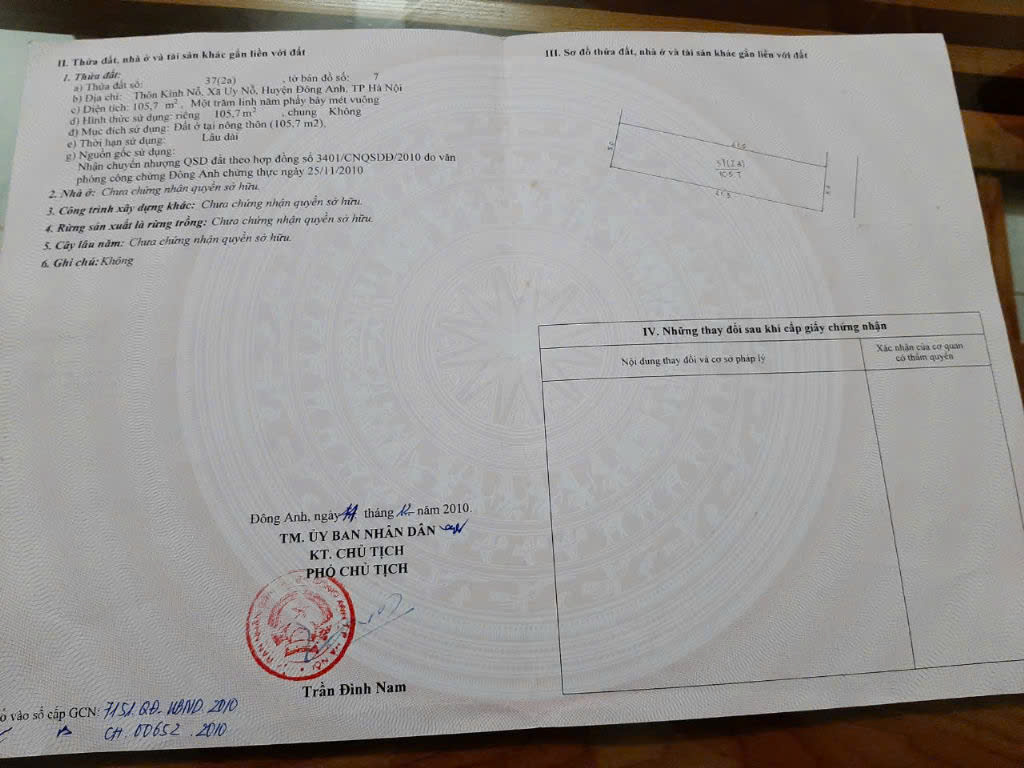 II. Thửa đất, nhà ở và tài sản khác gắn liền với đất
1. Thửa đất:
a) Thửa đất số: 37(2a) , tờ bản đồ số: 7
b) Địa chỉ: Thôn Kính Nỗ, Xã Uy Nỗ, Huyện Đông Anh, TP Hà Nội
c) Diện tích: 105,7 m², Một trăm linh năm phẩy bảy mét vuông
d) Hình thức sử dụng: riêng 105,7 m² , chung Không
đ) Mục đích sử dụng: Đất ở tại nông thôn (105,7 m2),
e) Thời hạn sử dụng: Lâu dài
g) Nguồn gốc sử dụng:
Nhận chuyển nhượng QSD đất theo hợp đồng số 3401/CNQSDĐ/2010 do văn
phòng công chứng Đông Anh chứng thực ngày 25/11/2010
2. Nhà ở: Chưa chứng nhận quyền sở hữu.
3. Công trình xây dựng khác: Chưa chứng nhận quyền sở hữu.
4. Rừng sản xuất là rừng trồng: Chưa chứng nhận quyền sở hữu.
5. Cây lâu năm: Chưa chứng nhận quyền sở hữu.
6. Ghi chú: Không
Đông Anh, ngày tháng 12 năm 2010.
TM. ỦY BAN NHÂN DÂN
KT. CHỦ TỊCH
PHÓ CHỦ TỊCH
Trần Đình Nam
ố vào sổ cấp GCN: 7151.QĐ.UBND.2010
CH.00652.2010
III. Sơ đồ thửa đất, nhà ở và tài sản khác gắn liền với đất
105.7
IV. Những thay đổi sau khi cấp giấy chứng nhận
Nội dung thay đổi và cơ sở pháp lý
Xác nhận của cơ quan
có thẩm quyền